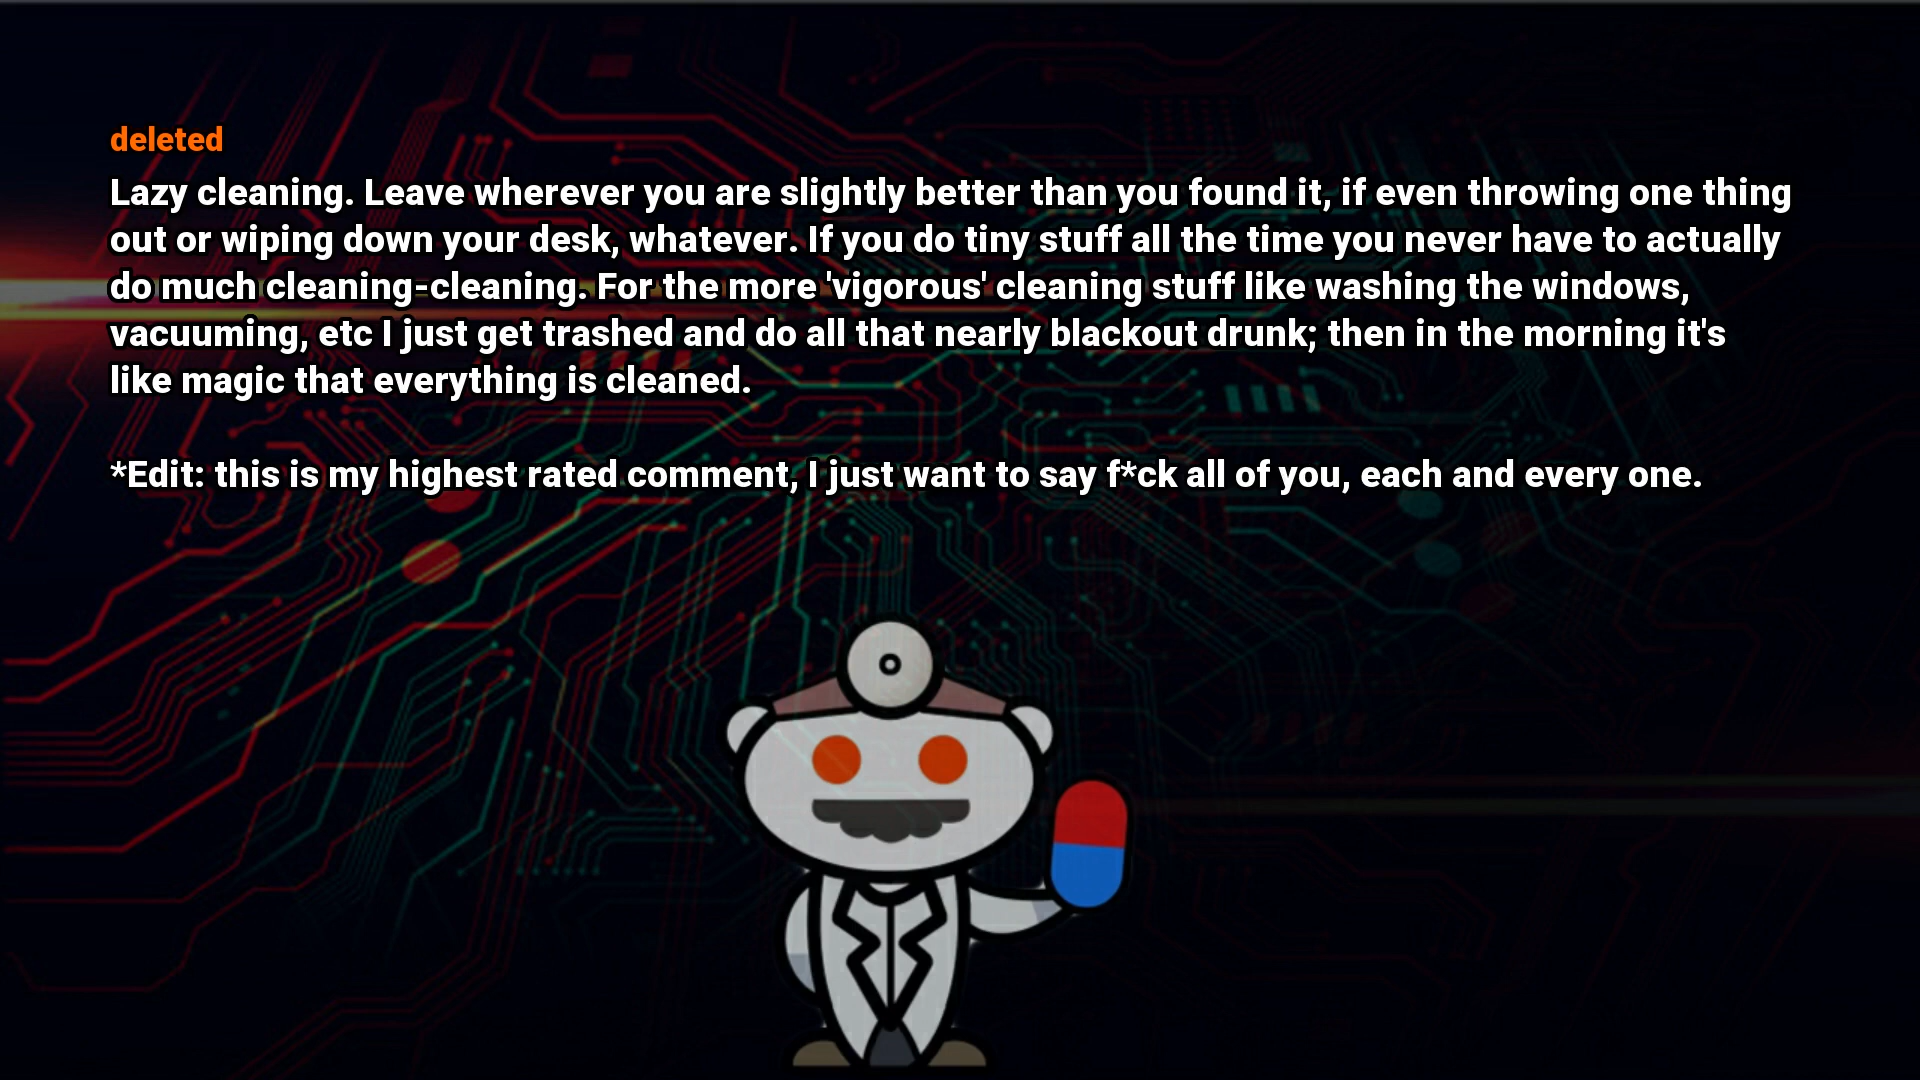 deleted
Lazy cleaning. Leave wherever you are slightly better than you found it, if even throwing one thing
out or wiping down your desk, whatever. If you do tiny stuff all the time you never have to actually
do much cleaning-cleaning. For the more 'vigorous' cleaning stuff like washing the windows,
vacuuming, etc I just get trashed and do all that nearly blackout drunk; then in the morning it's
like magic that everything is cleaned.
*Edit: this is my highest rated comment, I just want to say f*ck all of you, each and every one.